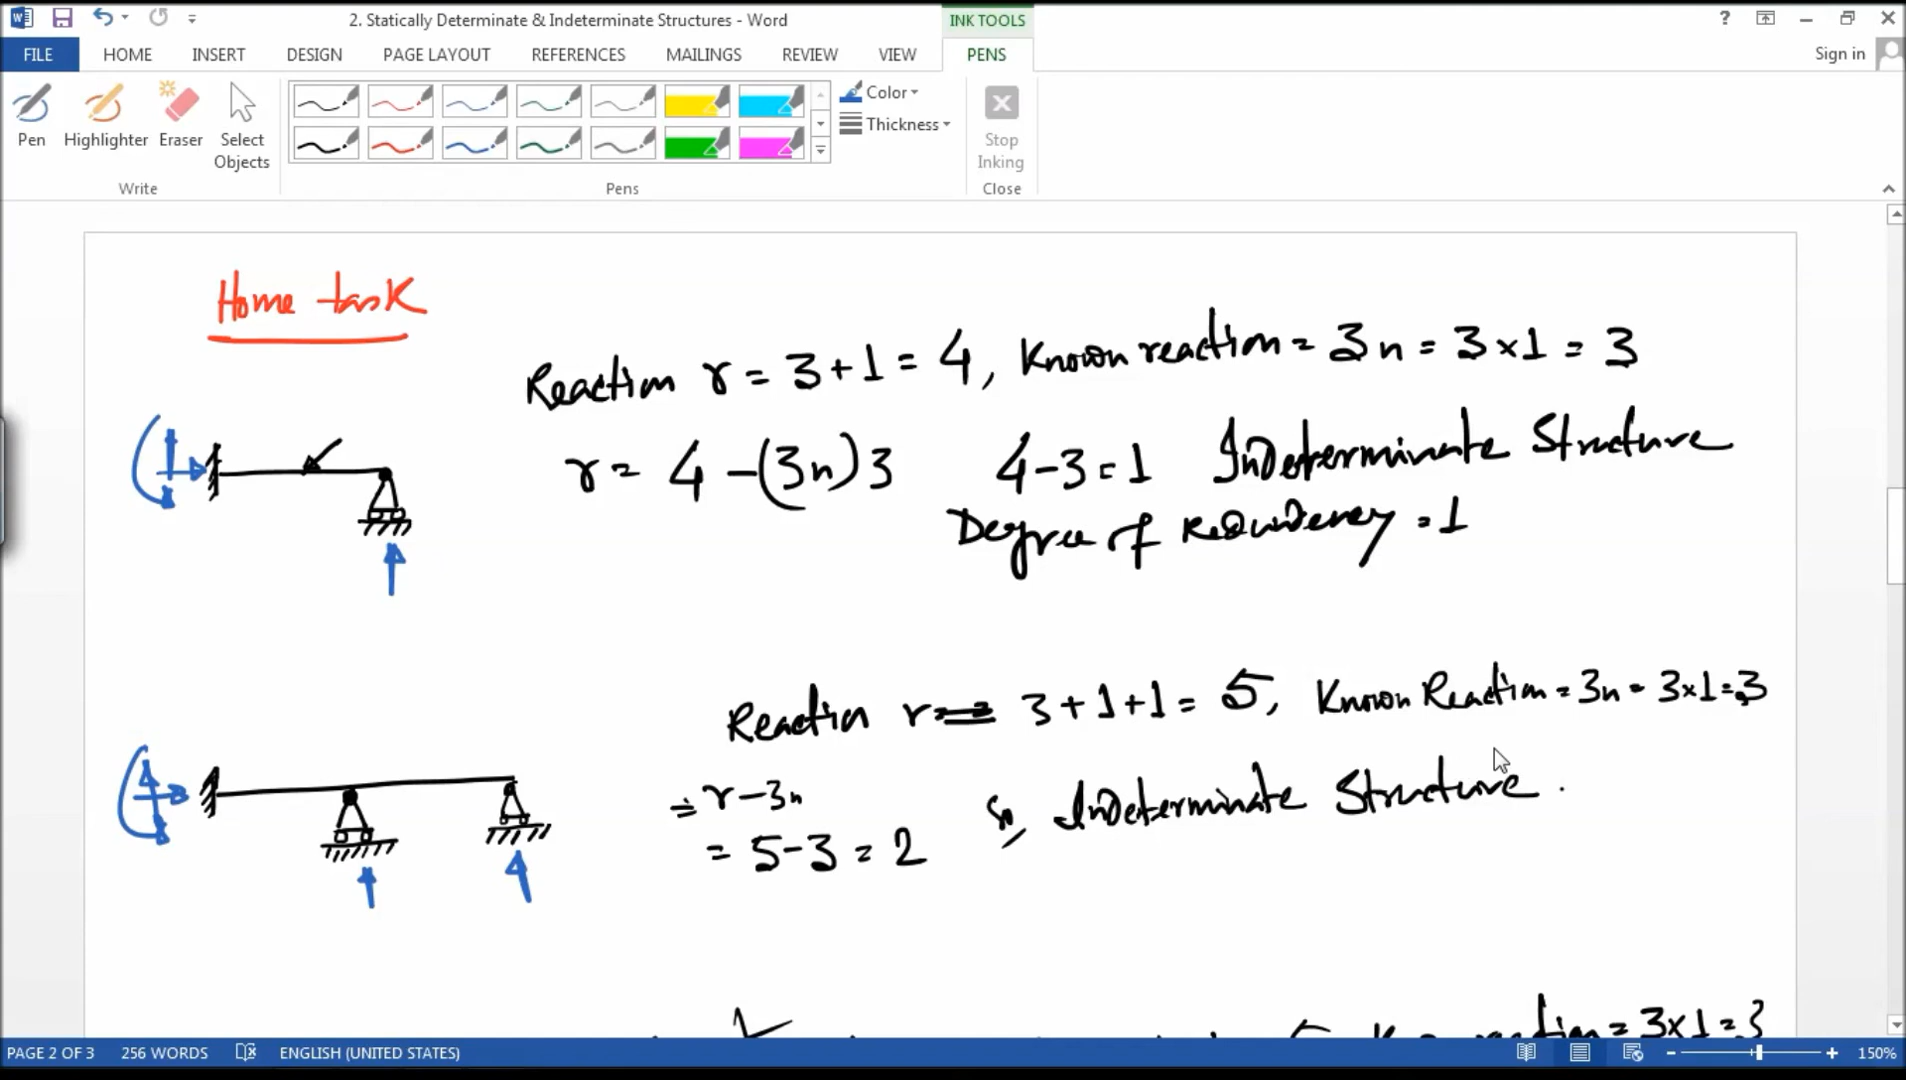 2. Statically Determinate & Indeterminate Structures - Word
INK TOOLS
?
FILE HOME INSERT DESIGN PAGE LAYOUT REFERENCES MAILINGS REVIEW VIEW PENS
Sign in
Pen
Highlighter
Eraser
Select Objects
Color
Thickness
Stop Inking
Write
Pens
Close
Home task
Reaction r = 3+1 = 4, Known reaction = 3n = 3×1 = 3
r = 4 -(3n)3 4-3=1 Indeterminate Structure
Degree of Redundency =1
Reaction r= 3+1+1= 5, Known Reaction = 3n = 3×1=3
= r-3n
= 5-3 = 2 So, Indeterminate Structure.
= 3×1=3
PAGE 2 OF 3 256 WORDS ENGLISH (UNITED STATES)
150%